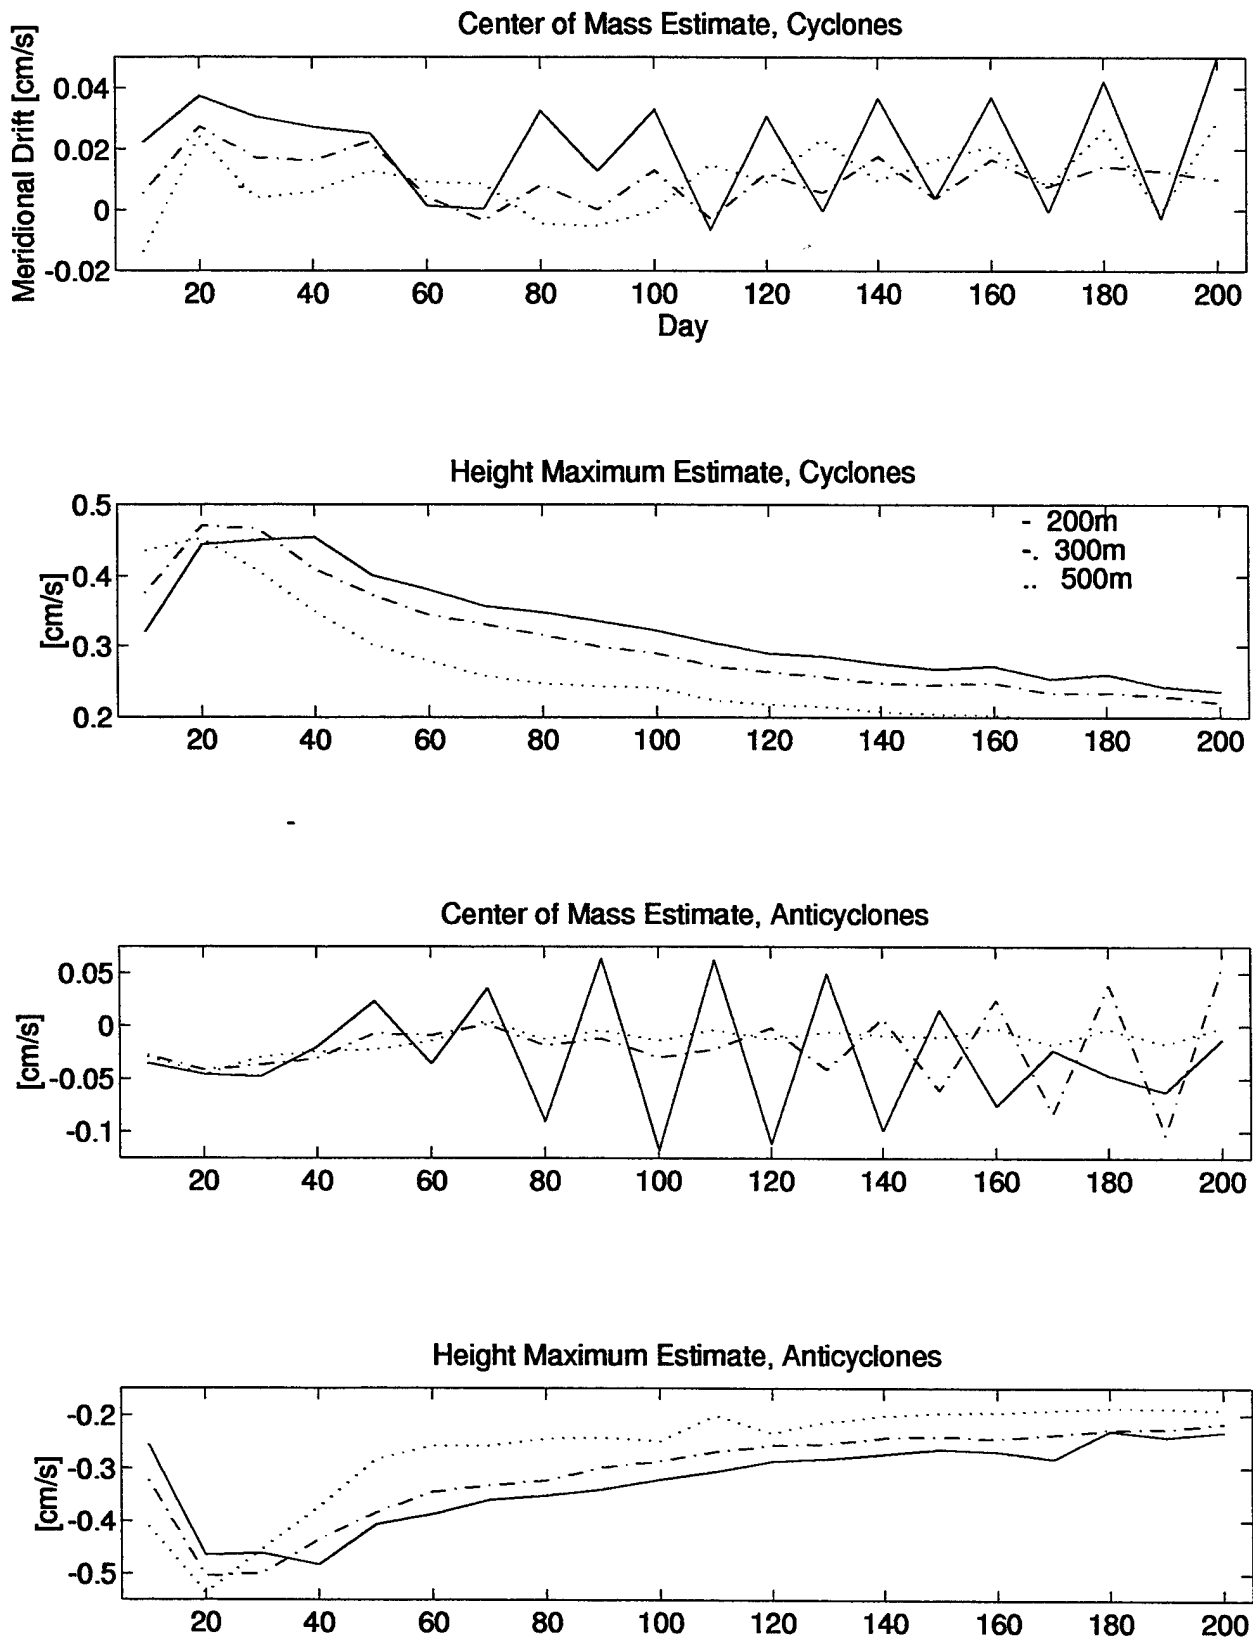 Center of Mass Estimate, Cyclones
Meridional Drift [cm/s]
0.04
0.02
0
-0.02
20 40 60 80 100 120 140 160 180 200
Day
Height Maximum Estimate, Cyclones
[cm/s]
0.5
0.4
0.3
0.2
- 200m
-. 300m
.. 500m
20 40 60 80 100 120 140 160 180 200
Center of Mass Estimate, Anticyclones
[cm/s]
0.05
0
-0.05
-0.1
20 40 60 80 100 120 140 160 180 200
Height Maximum Estimate, Anticyclones
[cm/s]
-0.2
-0.3
-0.4
-0.5
20 40 60 80 100 120 140 160 180 200